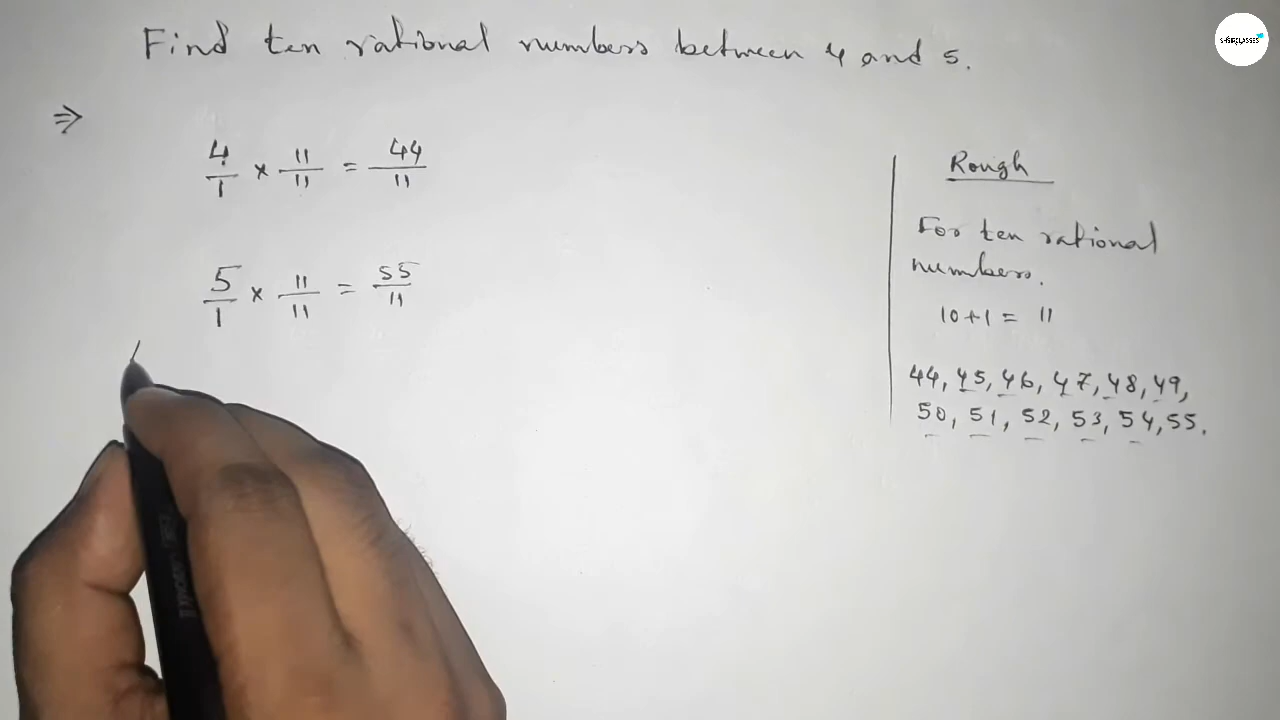 Find ten rational numbers between 4 and 5.
⇒
4/1 × 11/11 = 44/11
5/1 × 11/11 = 55/11
Rough
For ten rational
numbers.
10+1 = 11
44, 45, 46, 47, 48, 49,
50, 51, 52, 53, 54, 55.